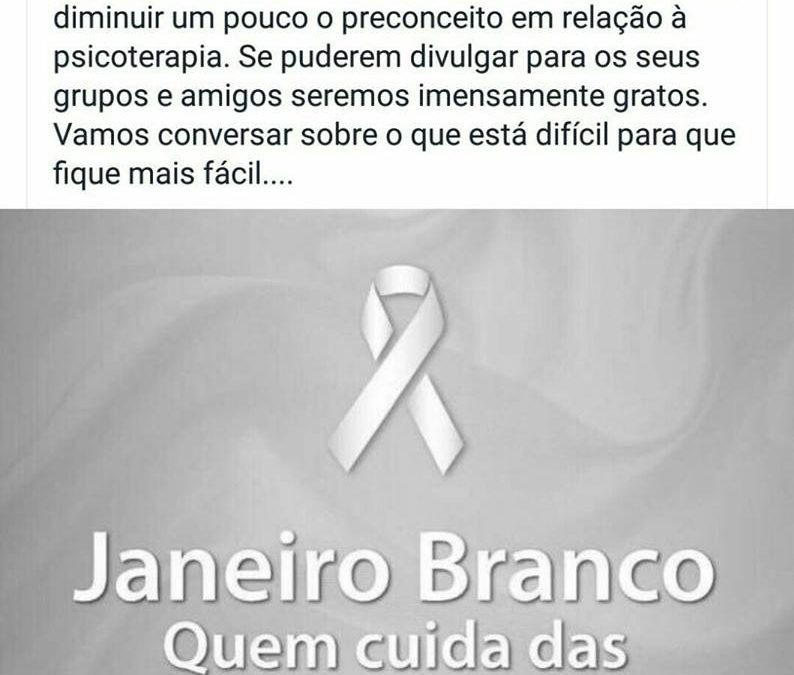 diminuir um pouco o preconceito em relação à
psicoterapia. Se puderem divulgar para os seus
grupos e amigos seremos imensamente gratos.
Vamos conversar sobre o que está difícil para que
fique mais fácil....
Janeiro Branco
Quem cuida das